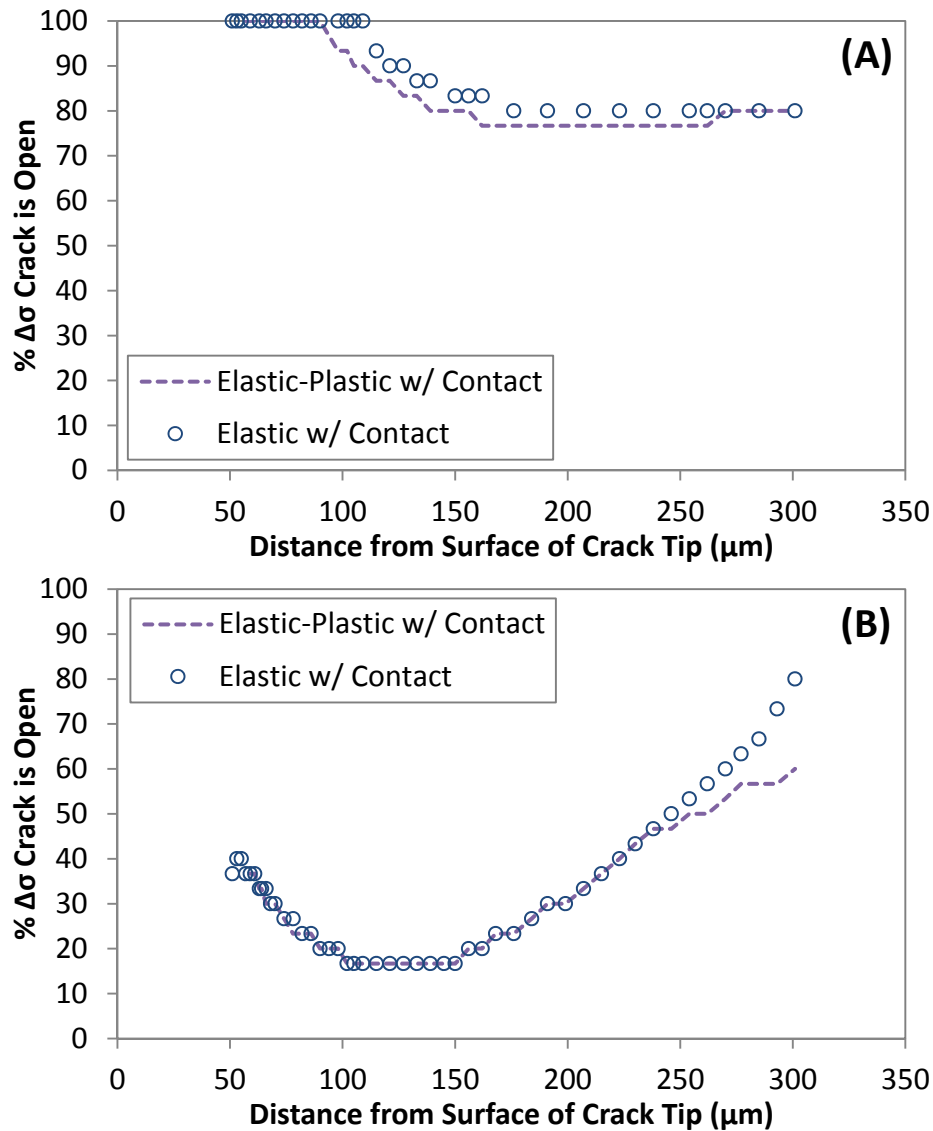 (A)
100
90
80
70
60
50
40
30
20
10
0
% Δσ Crack is Open
Elastic-Plastic w/ Contact
Elastic w/ Contact
0 50 100 150 200 250 300 350
Distance from Surface of Crack Tip (μm)
(B)
100
90
80
70
60
50
40
30
20
10
0
% Δσ Crack is Open
Elastic-Plastic w/ Contact
Elastic w/ Contact
0 50 100 150 200 250 300 350
Distance from Surface of Crack Tip (μm)